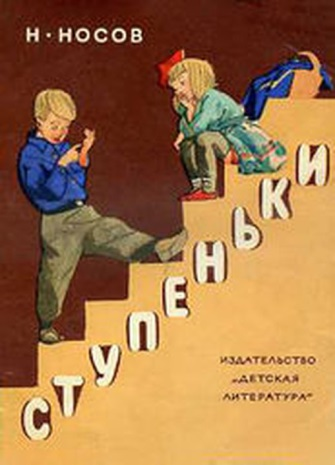 Н·НОСОВ
СТУПЕНЬКИ
ИЗДАТЕЛЬСТВО
„ДЕТСКАЯ
ЛИТЕРАТУРА"